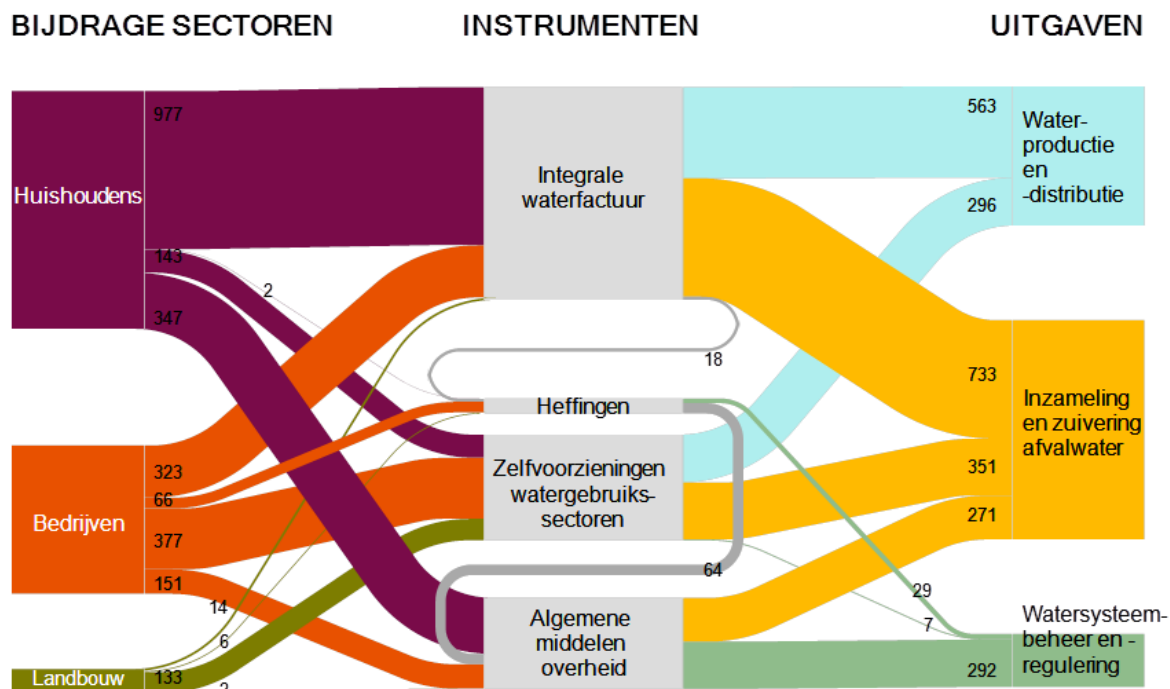 BIJDRAGE SECTOREN
INSTRUMENTEN
UITGAVEN
977
563
Water-
productie
en
-distributie
Integrale
waterfactuur
Huishoudens
296
143
2
347
18
733
Inzameling
en zuivering
afvalwater
Heffingen
323
66
Zelfvoorzieningen
watergebruiks-
sectoren
351
Bedrijven
377
271
151
64
14
29
7
Watersysteem-
beheer en -
regulering
Algemene
middelen
overheid
6
Landbouw
133
292